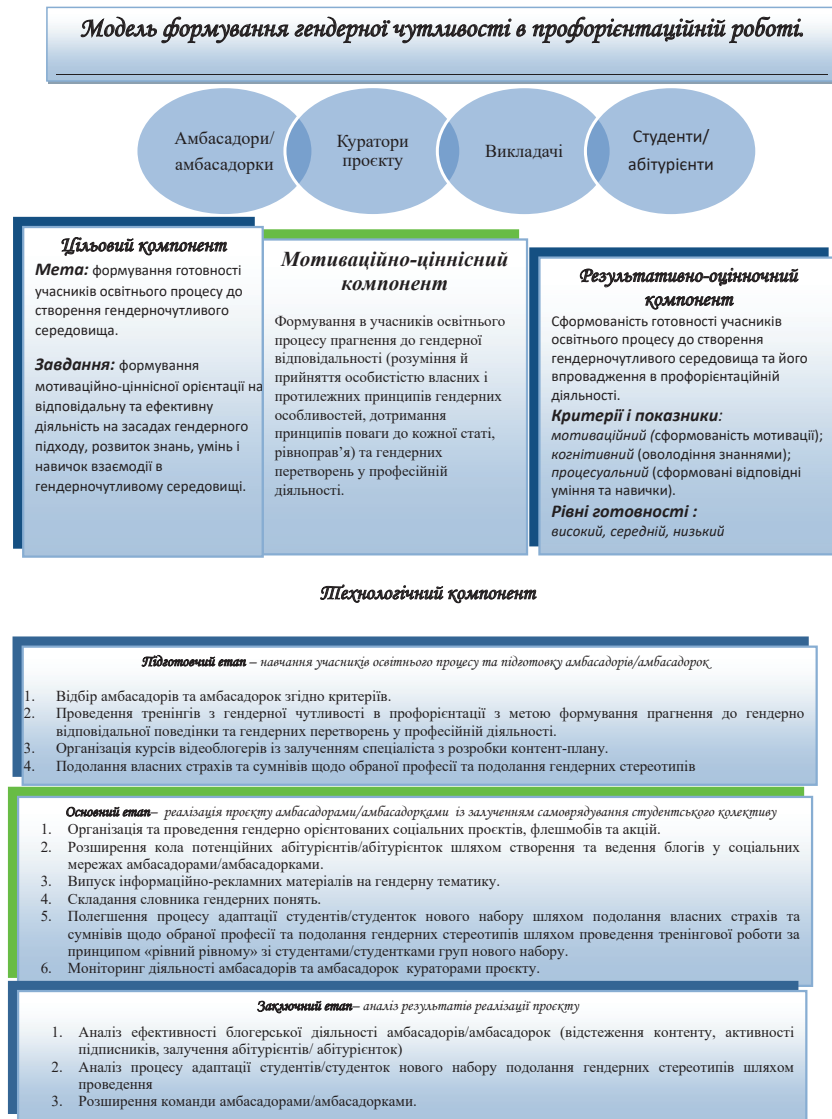 Модель формування гендерної чутливості в профорієнтаційній роботі.
Амбасадори/
амбасадорки
Куратори
проєкту
Викладачі
Студенти/
абітурієнти
Цільовий компонент
Мета: формування готовності
учасників освітнього процесу до
створення гендерночутливого
середовища.
Завдання: формування
мотиваційно-ціннісної орієнтації на
відповідальну та ефективну
діяльність на засадах гендерного
підходу, розвиток знань, умінь і
навичок взаємодії в
гендерночутливому середовищі.
Мотиваційно-ціннісний
компонент
Формування в учасників освітнього
процесу прагнення до гендерної
відповідальності (розуміння й
прийняття особистістю власних і
протилежних принципів гендерних
особливостей, дотримання
принципів поваги до кожної статі,
рівноправ’я) та гендерних
перетворень у професійній
діяльності.
Результативно-оцінночний
компонент
Сформованість готовності учасників
освітнього процесу до створення
гендерночутливого середовища та його
впровадження в профорієнтаційній
діяльності.
Критерії і показники:
мотиваційний (сформованість мотивації);
когнітивний (оволодіння знаннями);
процесуальний (сформовані відповідні
уміння та навички).
Рівні готовності :
високий, середній, низький
Технологічний компонент
Підготовчий етап – навчання учасників освітнього процесу та підготовку амбасадорів/амбасадорок
1. Відбір амбасадорів та амбасадорок згідно критеріїв.
2. Проведення тренінгів з гендерної чутливості в профорієнтації з метою формування прагнення до гендерно
відповідальної поведінки та гендерних перетворень у професійній діяльності.
3. Організація курсів відеоблогерів із залученням спеціаліста з розробки контент-плану.
4. Подолання власних страхів та сумнівів щодо обраної професії та подолання гендерних стереотипів
Основний етап– реалізація проєкту амбасадорами/амбасадорками із залученням самоврядування студентського колективу
1. Організація та проведення гендерно орієнтованих соціальних проєктів, флешмобів та акцій.
2. Розширення кола потенційних абітурієнтів/абітурієнток шляхом створення та ведення блогів у соціальних
мережах амбасадорами/амбасадорками.
3. Випуск інформаційно-рекламних матеріалів на гендерну тематику.
4. Складання словника гендерних понять.
5. Полегшення процесу адаптації студентів/студенток нового набору шляхом подолання власних страхів та
сумнівів щодо обраної професії та подолання гендерних стереотипів шляхом проведення тренінгової роботи за
принципом «рівний рівному» зі студентами/студентками груп нового набору.
6. Моніторинг діяльності амбасадорів та амбасадорок кураторами проєкту.
Заключний етап– аналіз результатів реалізації проєкту
1. Аналіз ефективності блогерської діяльності амбасадорів/амбасадорок (відстеження контенту, активності
підписників, залучення абітурієнтів/ абітурієнток)
2. Аналіз процесу адаптації студентів/студенток нового набору подолання гендерних стереотипів шляхом
проведення
3. Розширення команди амбасадорами/амбасадорками.